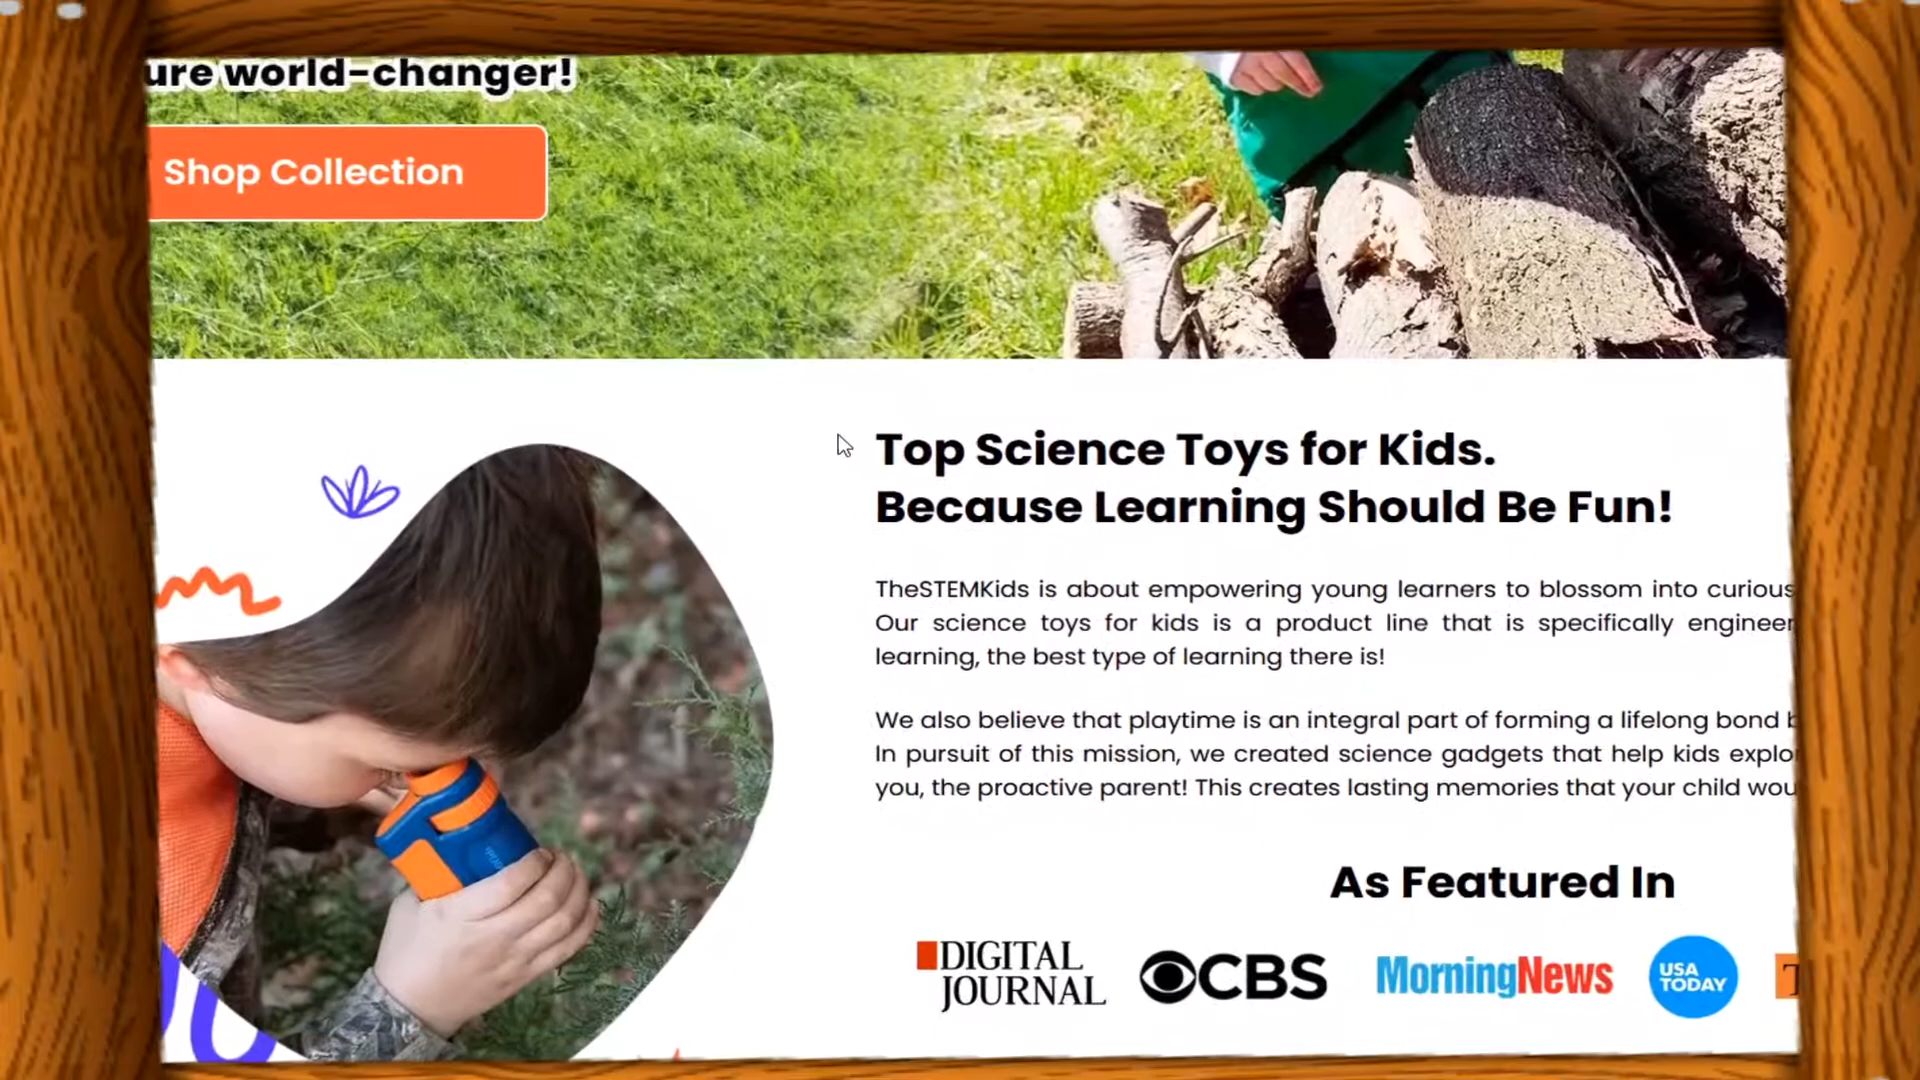 ure world-changer!
Shop Collection
Top Science Toys for Kids.
Because Learning Should Be Fun!
TheSTEMKids is about empowering young learners to blossom into curious
Our science toys for kids is a product line that is specifically engineer
learning, the best type of learning there is!
We also believe that playtime is an integral part of forming a lifelong bond b
In pursuit of this mission, we created science gadgets that help kids explo
you, the proactive parent! This creates lasting memories that your child wou
As Featured In
DIGITAL
JOURNAL
CBS
MorningNews
USA
TODAY
T